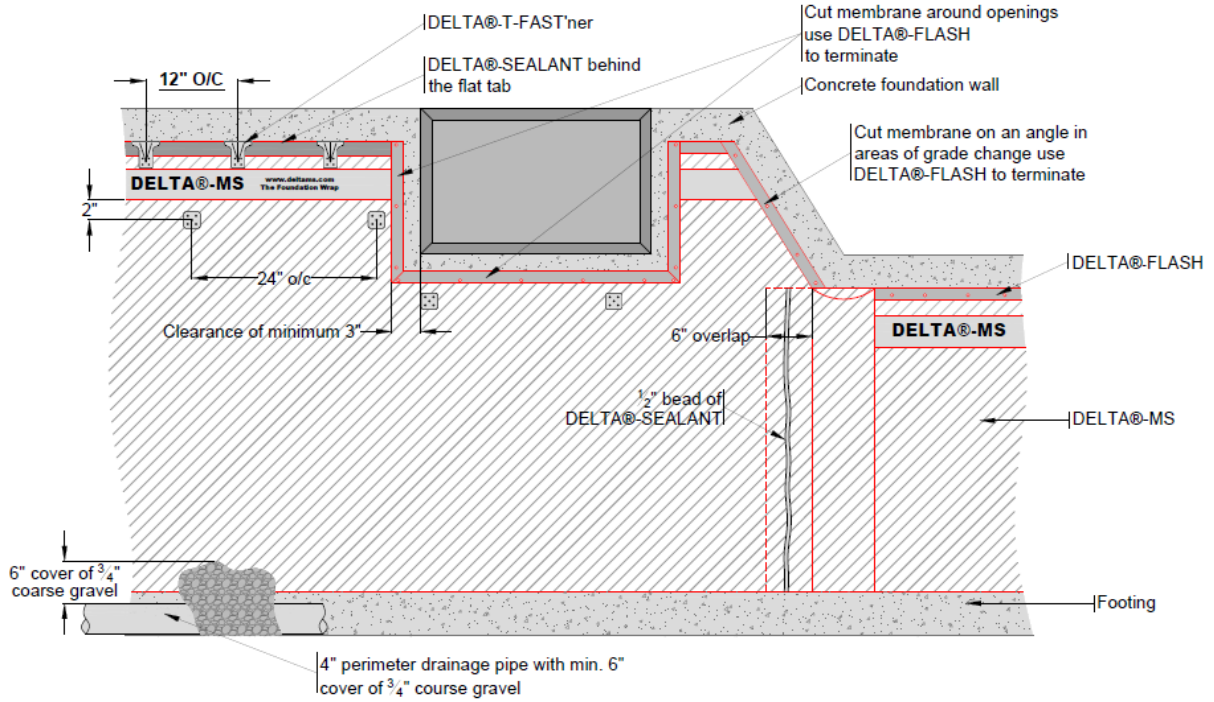 DELTA®-T-FAST'ner
Cut membrane around openings
use DELTA®-FLASH
to terminate
12" O/C
DELTA®-SEALANT behind
the flat tab
Concrete foundation wall
Cut membrane on an angle in
areas of grade change use
DELTA®-FLASH to terminate
DELTA®-MS
www.deltams.com
The Foundation Wrap
2"
24" o/c
DELTA®-FLASH
Clearance of minimum 3"
6" overlap
DELTA®-MS
1/2" bead of
DELTA®-SEALANT
DELTA®-MS
6" cover of 3/4"
coarse gravel
Footing
4" perimeter drainage pipe with min. 6"
cover of 3/4" course gravel